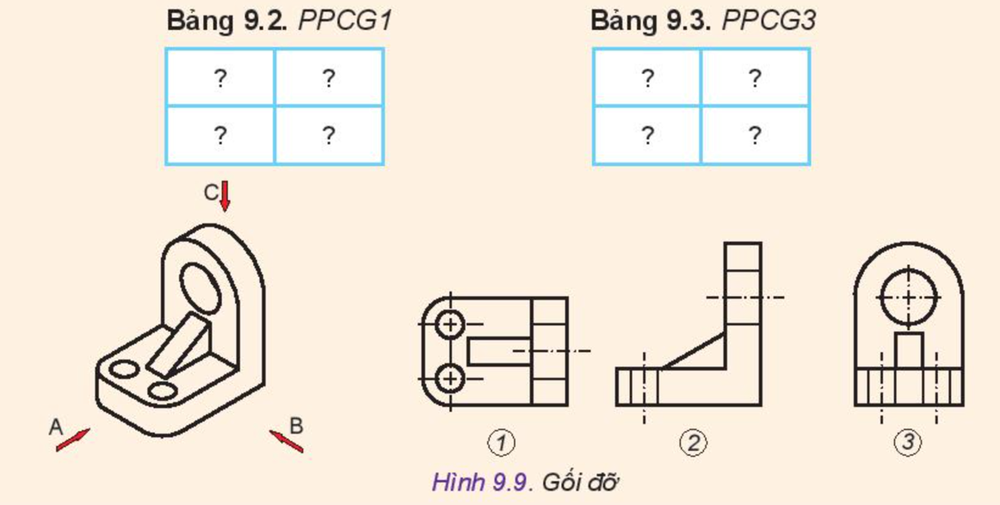 Bảng 9.2. PPCG1
Bảng 9.3. PPCG3
? ?
? ?
? ?
? ?
C
A
B
1
2
3
Hình 9.9. Gối đỡ